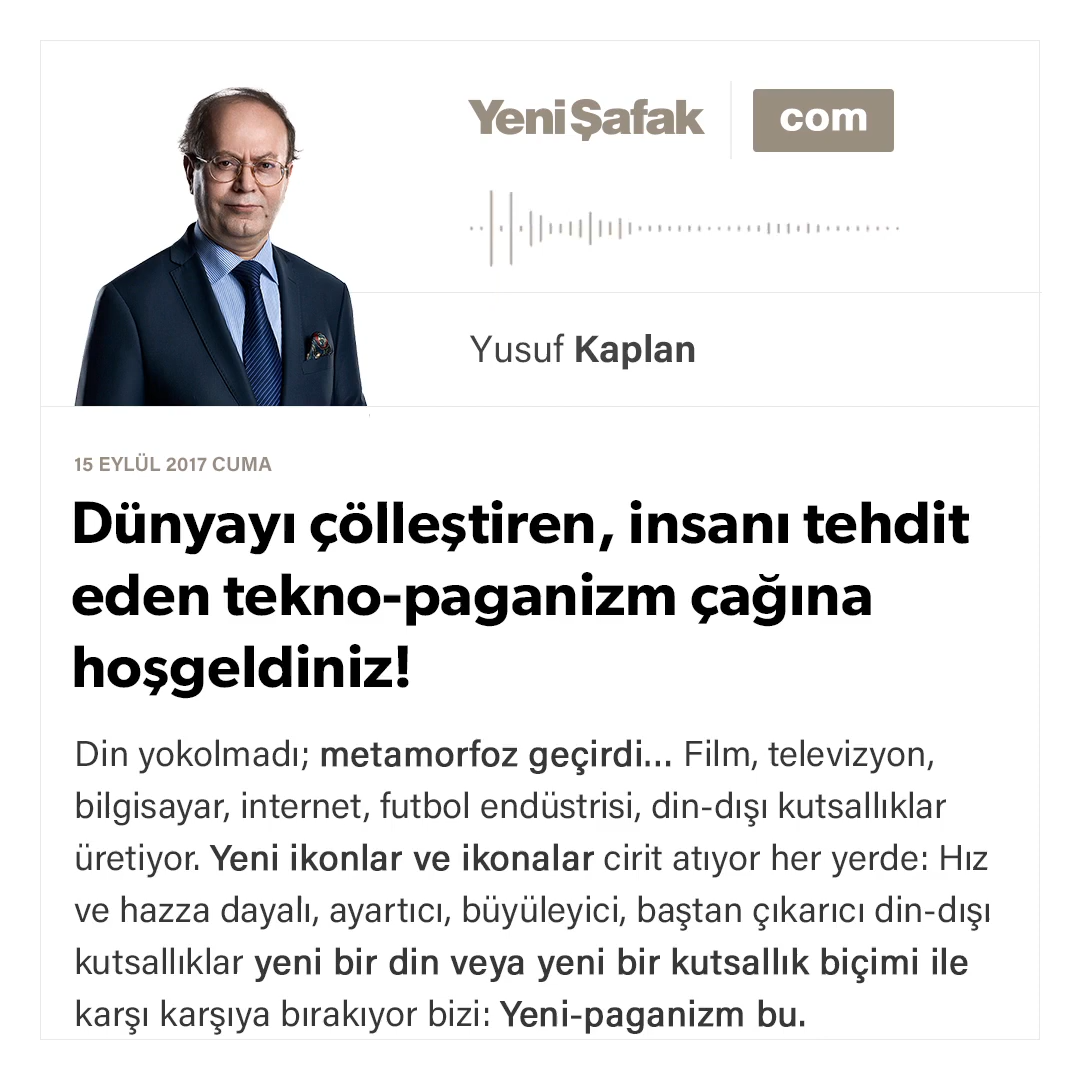 YeniŞafak com
Yusuf Kaplan
15 EYLÜL 2017 CUMA
Dünyayı çölleştiren, insanı tehdit
eden tekno-paganizm çağına
hoşgeldiniz!
Din yokolmadı; metamorfoz geçirdi... Film, televizyon,
bilgisayar, internet, futbol endüstrisi, din-dışı kutsallıklar
üretiyor. Yeni ikonlar ve ikonalar cirit atıyor her yerde: Hız
ve hazza dayalı, ayartıcı, büyüleyici, baştan çıkarıcı din-dışı
kutsallıklar yeni bir din veya yeni bir kutsallık biçimi ile
karşı karşıya bırakıyor bizi: Yeni-paganizm bu.